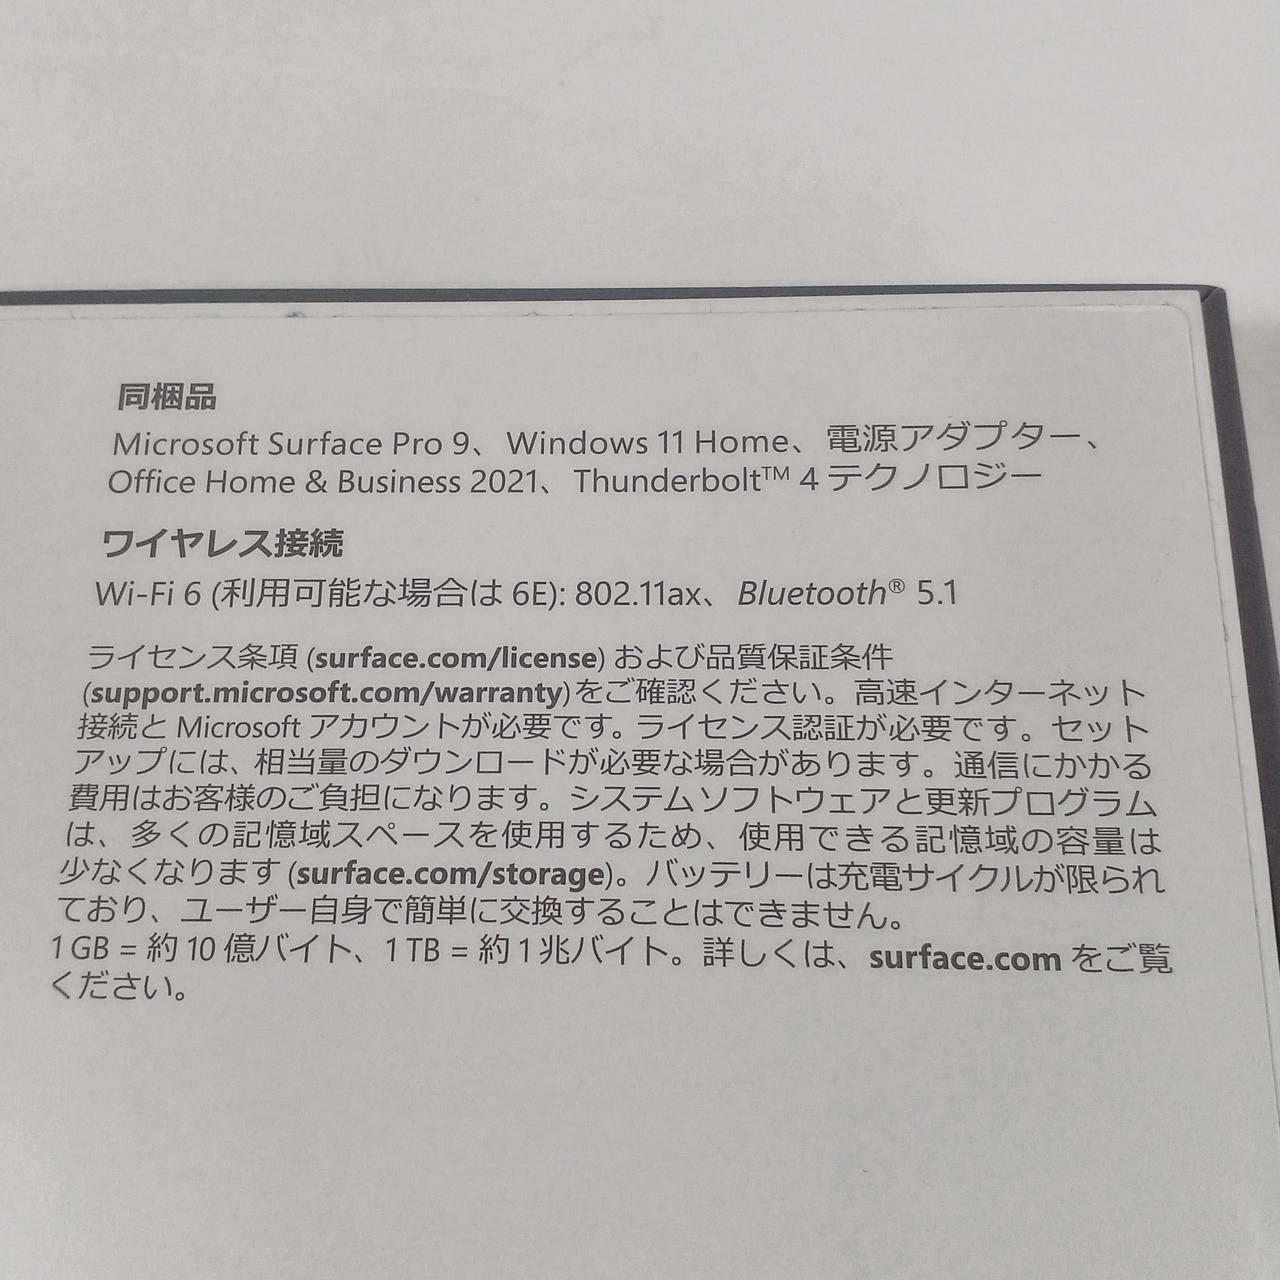 同梱品
Microsoft Surface Pro 9、Windows 11 Home、電源アダプター、
Office Home & Business 2021、Thunderbolt™ 4 テクノロジー
ワイヤレス接続
Wi-Fi 6 (利用可能な場合は 6E): 802.11ax、Bluetooth® 5.1
ライセンス条項 (surface.com/license) および品質保証条件
(support.microsoft.com/warranty)をご確認ください。高速インターネット
接続と Microsoft アカウントが必要です。ライセンス認証が必要です。セット
アップには、相当量のダウンロードが必要な場合があります。通信にかかる
費用はお客様のご負担になります。システムソフトウェアと更新プログラム
は、多くの記憶域スペースを使用するため、使用できる記憶域の容量は
少なくなります (surface.com/storage)。バッテリーは充電サイクルが限られ
ており、ユーザー自身で簡単に交換することはできません。
1 GB = 約 10 億バイト、1 TB = 約 1 兆バイト。詳しくは、surface.com をご覧
ください。